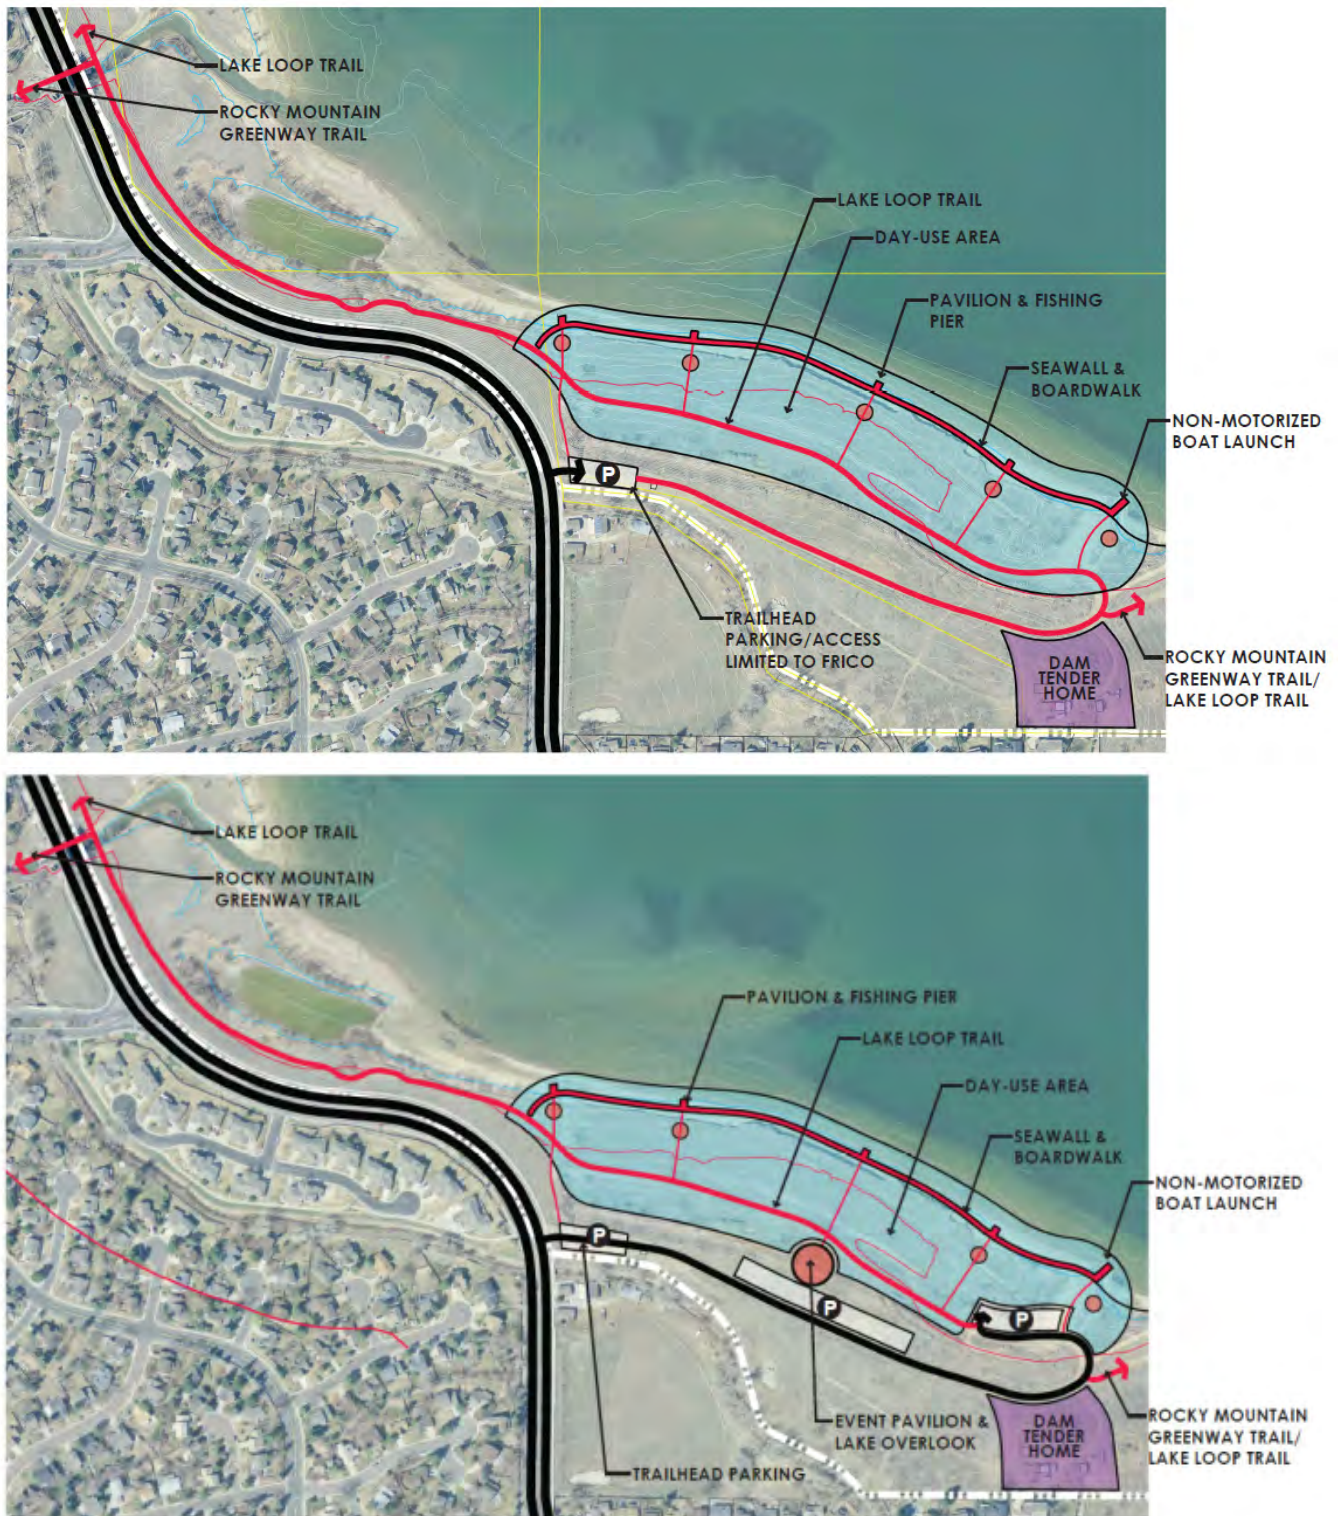 LAKE LOOP TRAIL
ROCKY MOUNTAIN
GREENWAY TRAIL
LAKE LOOP TRAIL
DAY-USE AREA
PAVILION & FISHING
PIER
SEAWALL &
BOARDWALK
NON-MOTORIZED
BOAT LAUNCH
P
TRAILHEAD
PARKING/ACCESS
LIMITED TO FRICO
DAM
TENDER
HOME
ROCKY MOUNTAIN
GREENWAY TRAIL/
LAKE LOOP TRAIL
LAKE LOOP TRAIL
ROCKY MOUNTAIN
GREENWAY TRAIL
PAVILION & FISHING PIER
LAKE LOOP TRAIL
DAY-USE AREA
SEAWALL &
BOARDWALK
NON-MOTORIZED
BOAT LAUNCH
P
P
P
EVENT PAVILION &
LAKE OVERLOOK
TRAILHEAD PARKING
DAM
TENDER
HOME
ROCKY MOUNTAIN
GREENWAY TRAIL/
LAKE LOOP TRAIL